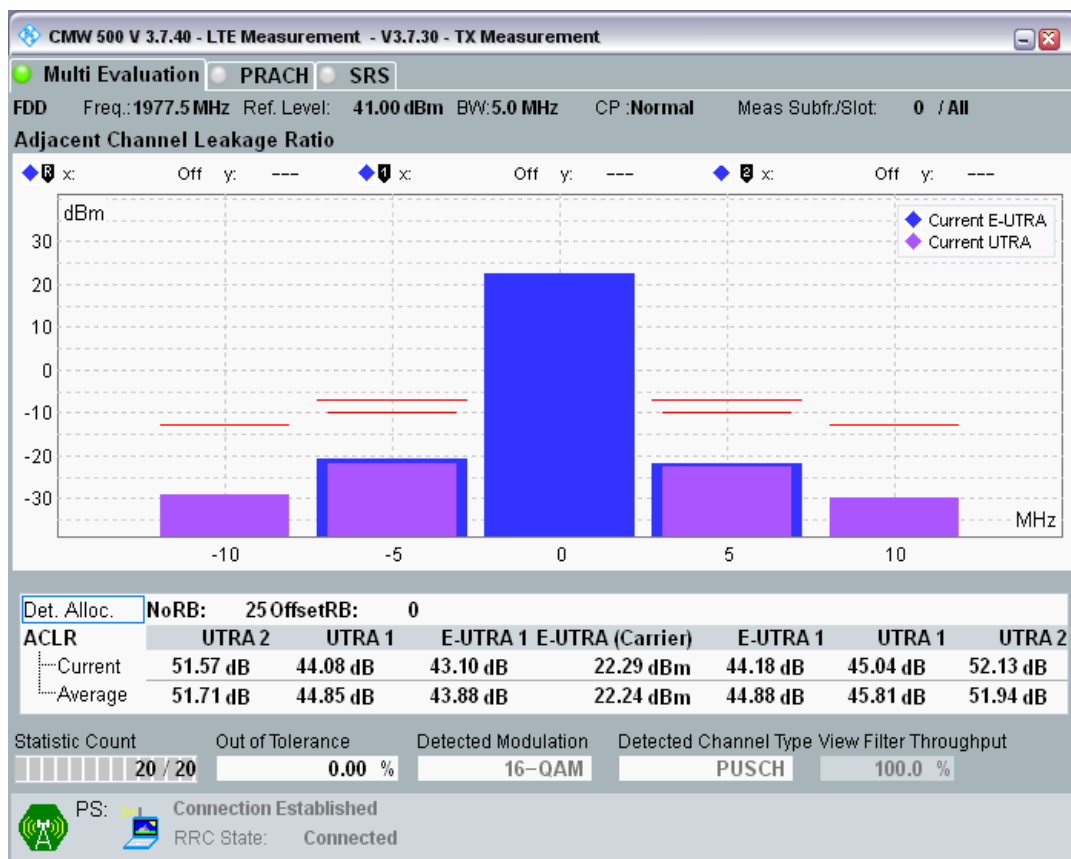 CMW 500 V 3.7.40 - LTE Measurement - V3.7.30 - TX Measurement
Multi Evaluation PRACH SRS
FDD Freq.: 1977.5 MHz Ref. Level: 41.00 dBm BW: 5.0 MHz CP : Normal Meas Subfr./Slot: 0 / All
Adjacent Channel Leakage Ratio
R x: Off y: --- 1 x: Off y: --- 2 x: Off y: ---
dBm
Current E-UTRA
Current UTRA
30
20
10
0
-10
-20
-30
MHz
-10 -5 0 5 10
Det. Alloc. NoRB: 25 OffsetRB: 0
ACLR UTRA 2 UTRA 1 E-UTRA 1 E-UTRA (Carrier) E-UTRA 1 UTRA 1 UTRA 2
Current 51.57 dB 44.08 dB 43.10 dB 22.29 dBm 44.18 dB 45.04 dB 52.13 dB
Average 51.71 dB 44.85 dB 43.88 dB 22.24 dBm 44.88 dB 45.81 dB 51.94 dB
Statistic Count Out of Tolerance Detected Modulation Detected Channel Type View Filter Throughput
20 / 20 0.00 % 16-QAM PUSCH 100.0 %
PS: Connection Established
RRC State: Connected